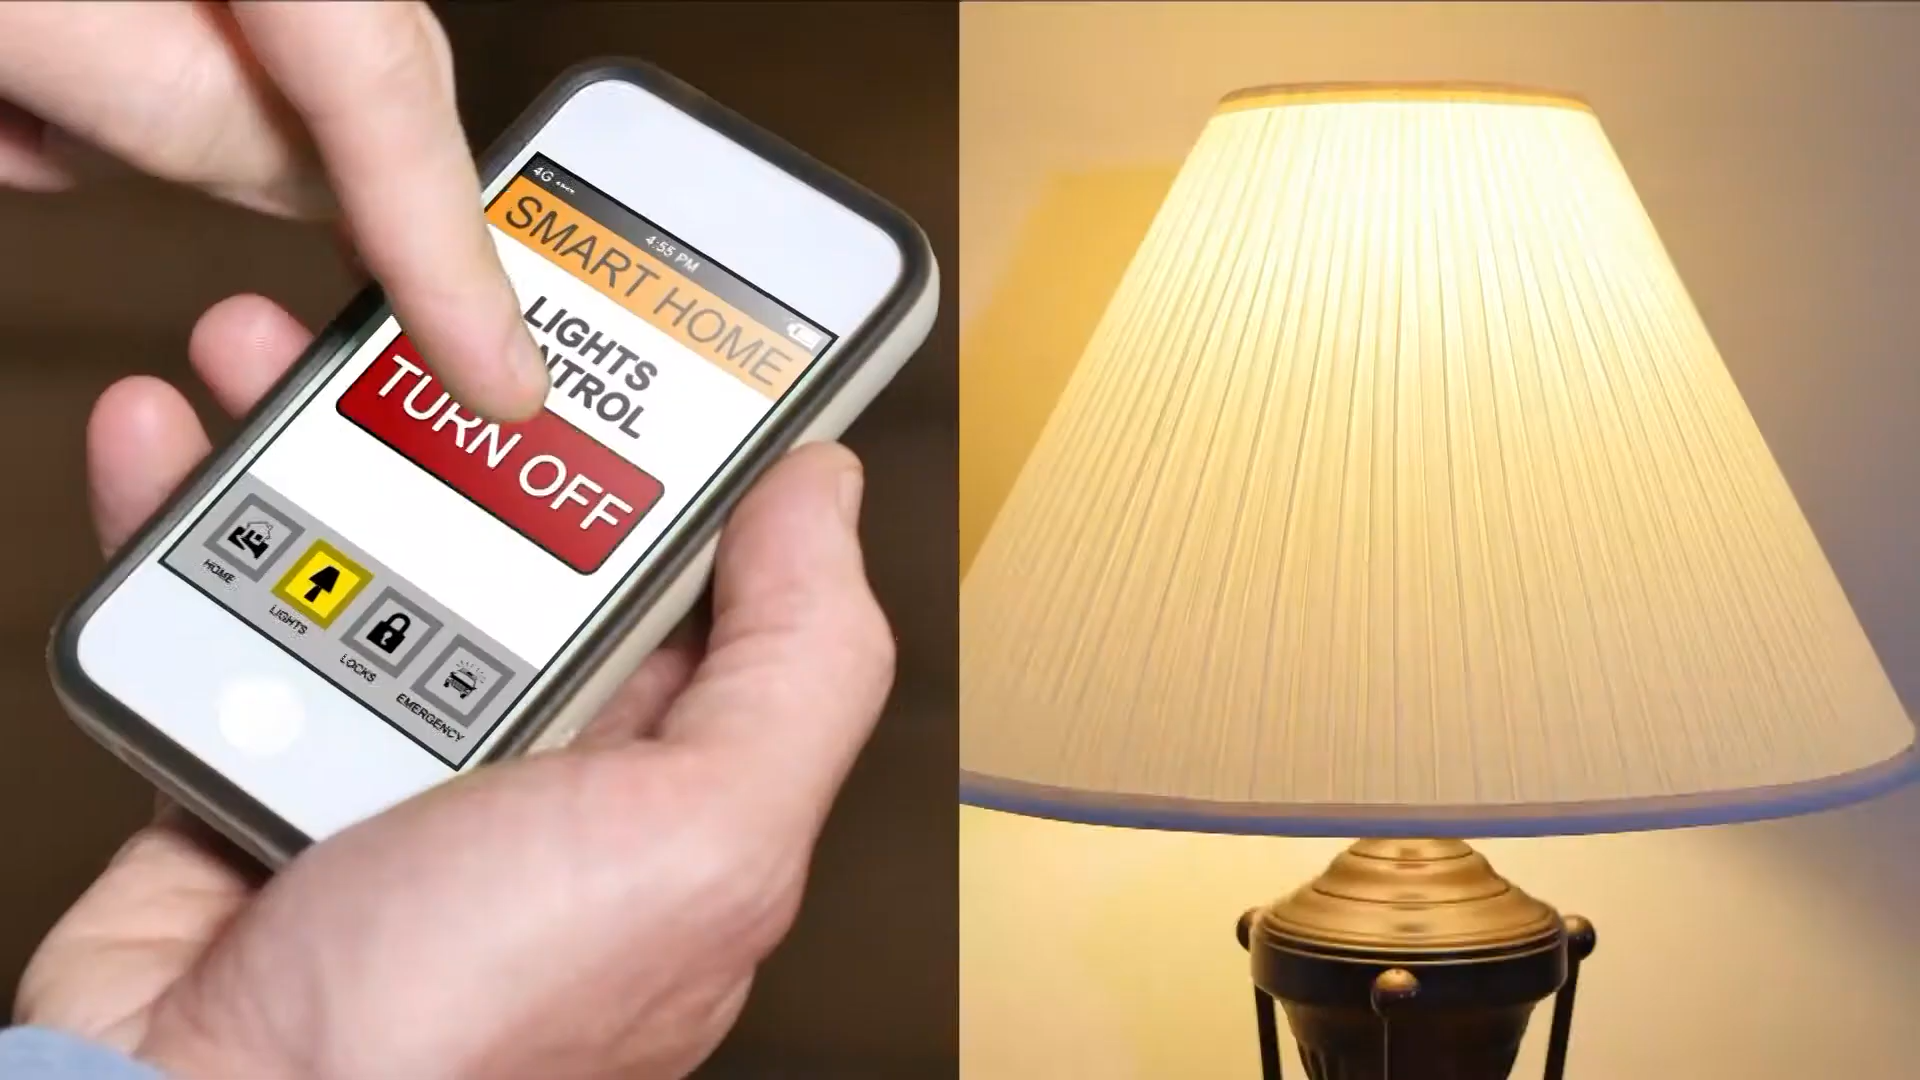 4G
4:55 PM
SMART HOME
LIGHTS
NTROL
TURN OFF
HOME
LIGHTS
LOCKS
EMERGENCY